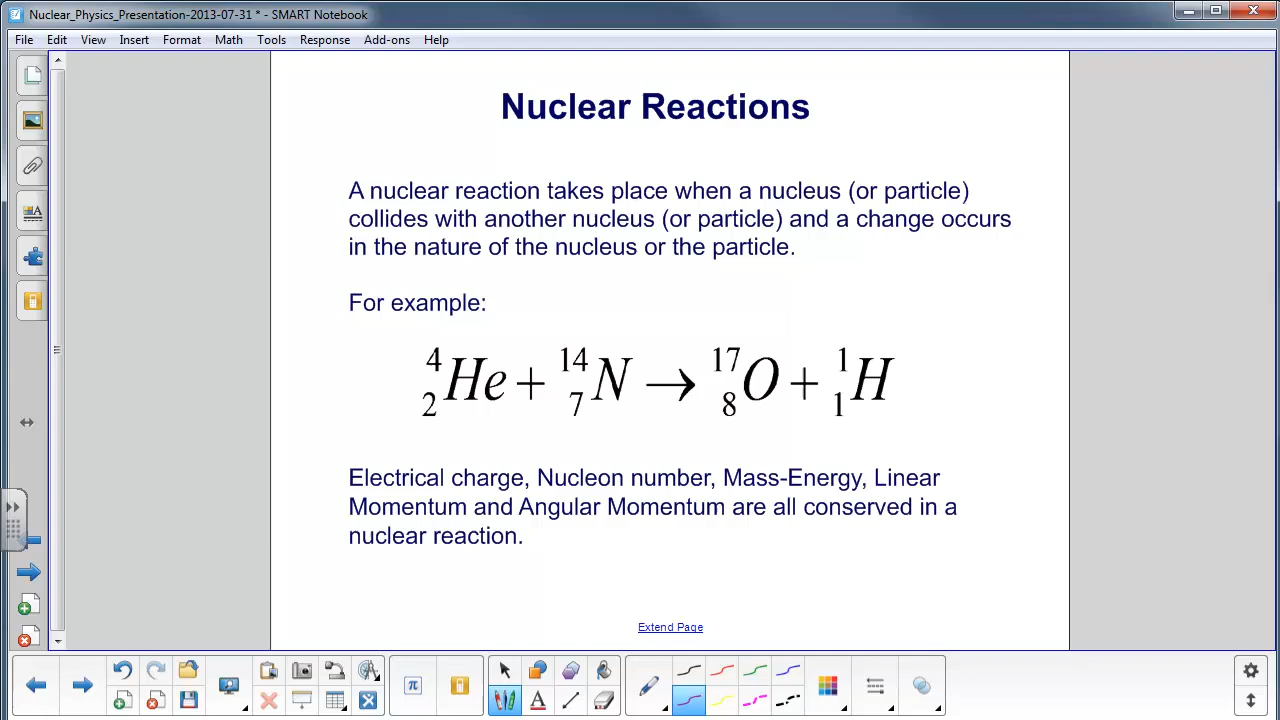 Nuclear_Physics_Presentation-2013-07-31 * - SMART Notebook
File Edit View Insert Format Math Tools Response Add-ons Help
Nuclear Reactions
A nuclear reaction takes place when a nucleus (or particle)
collides with another nucleus (or particle) and a change occurs
in the nature of the nucleus or the particle.
For example:
⁴₂He + ¹⁴₇N → ¹⁷₈O + ¹₁H
Electrical charge, Nucleon number, Mass-Energy, Linear
Momentum and Angular Momentum are all conserved in a
nuclear reaction.
Extend Page